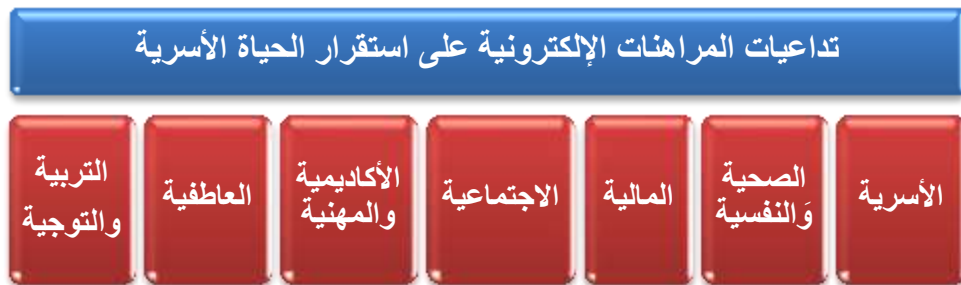 تداعيات المراهنات الإلكترونية على استقرار الحياة الأسرية
الأسرية
الصحية
وَالنفسية
المالية
الاجتماعية
الأكاديمية
والمهنية
العاطفية
التربية
والتوجية